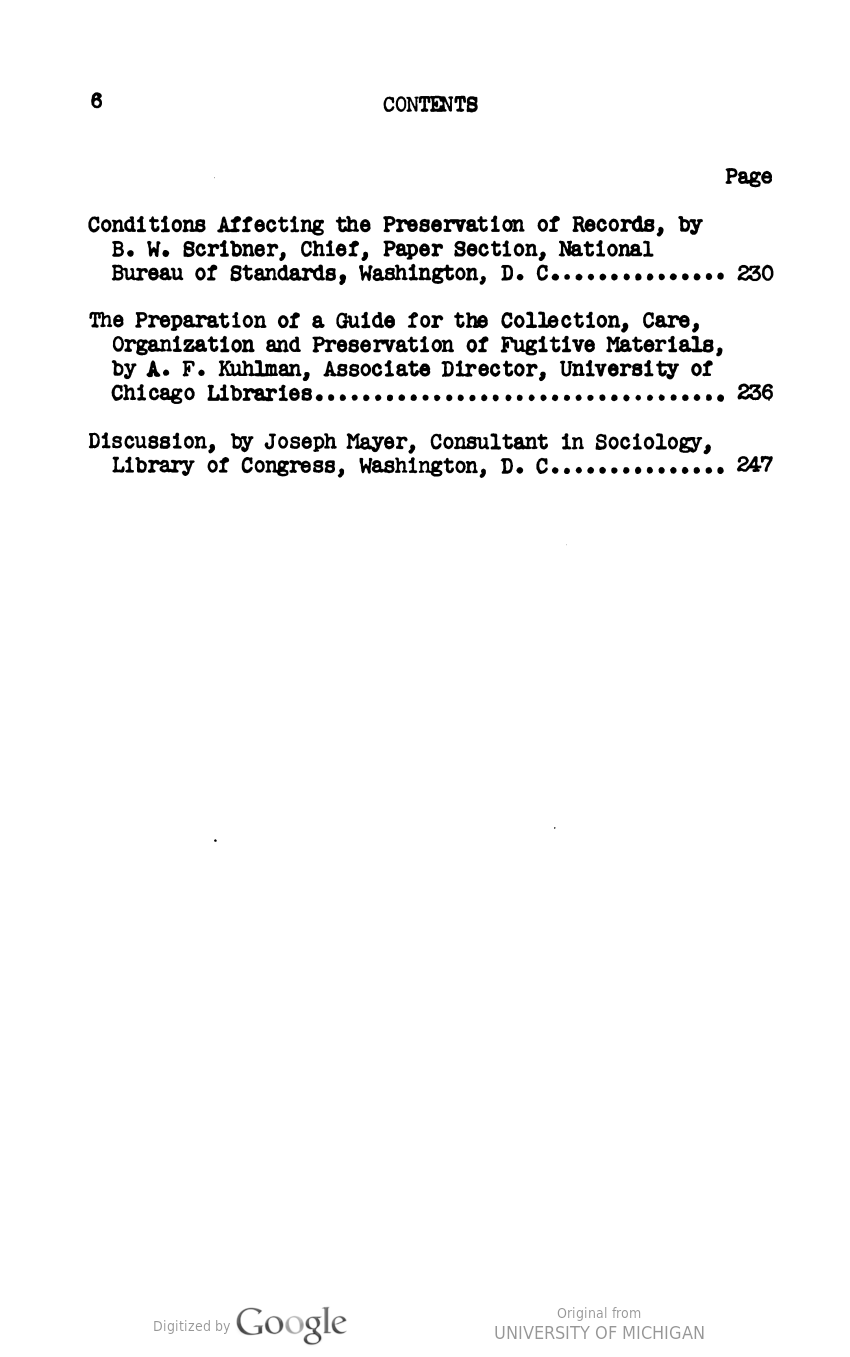 6
CONTENTS
Page
Conditions Affecting the Preservation of Records, by
B. W. Scribner, Chief, Paper Section, National
Bureau of Standards, Washington, D. C............... 230
The Preparation of a Guide for the Collection, Care,
Organization and Preservation of Fugitive Materials,
by A. F. Kuhlman, Associate Director, University of
Chicago Libraries................................... 236
Discussion, by Joseph Mayer, Consultant in Sociology,
Library of Congress, Washington, D. C............... 247
Digitized by Google
Original from
UNIVERSITY OF MICHIGAN